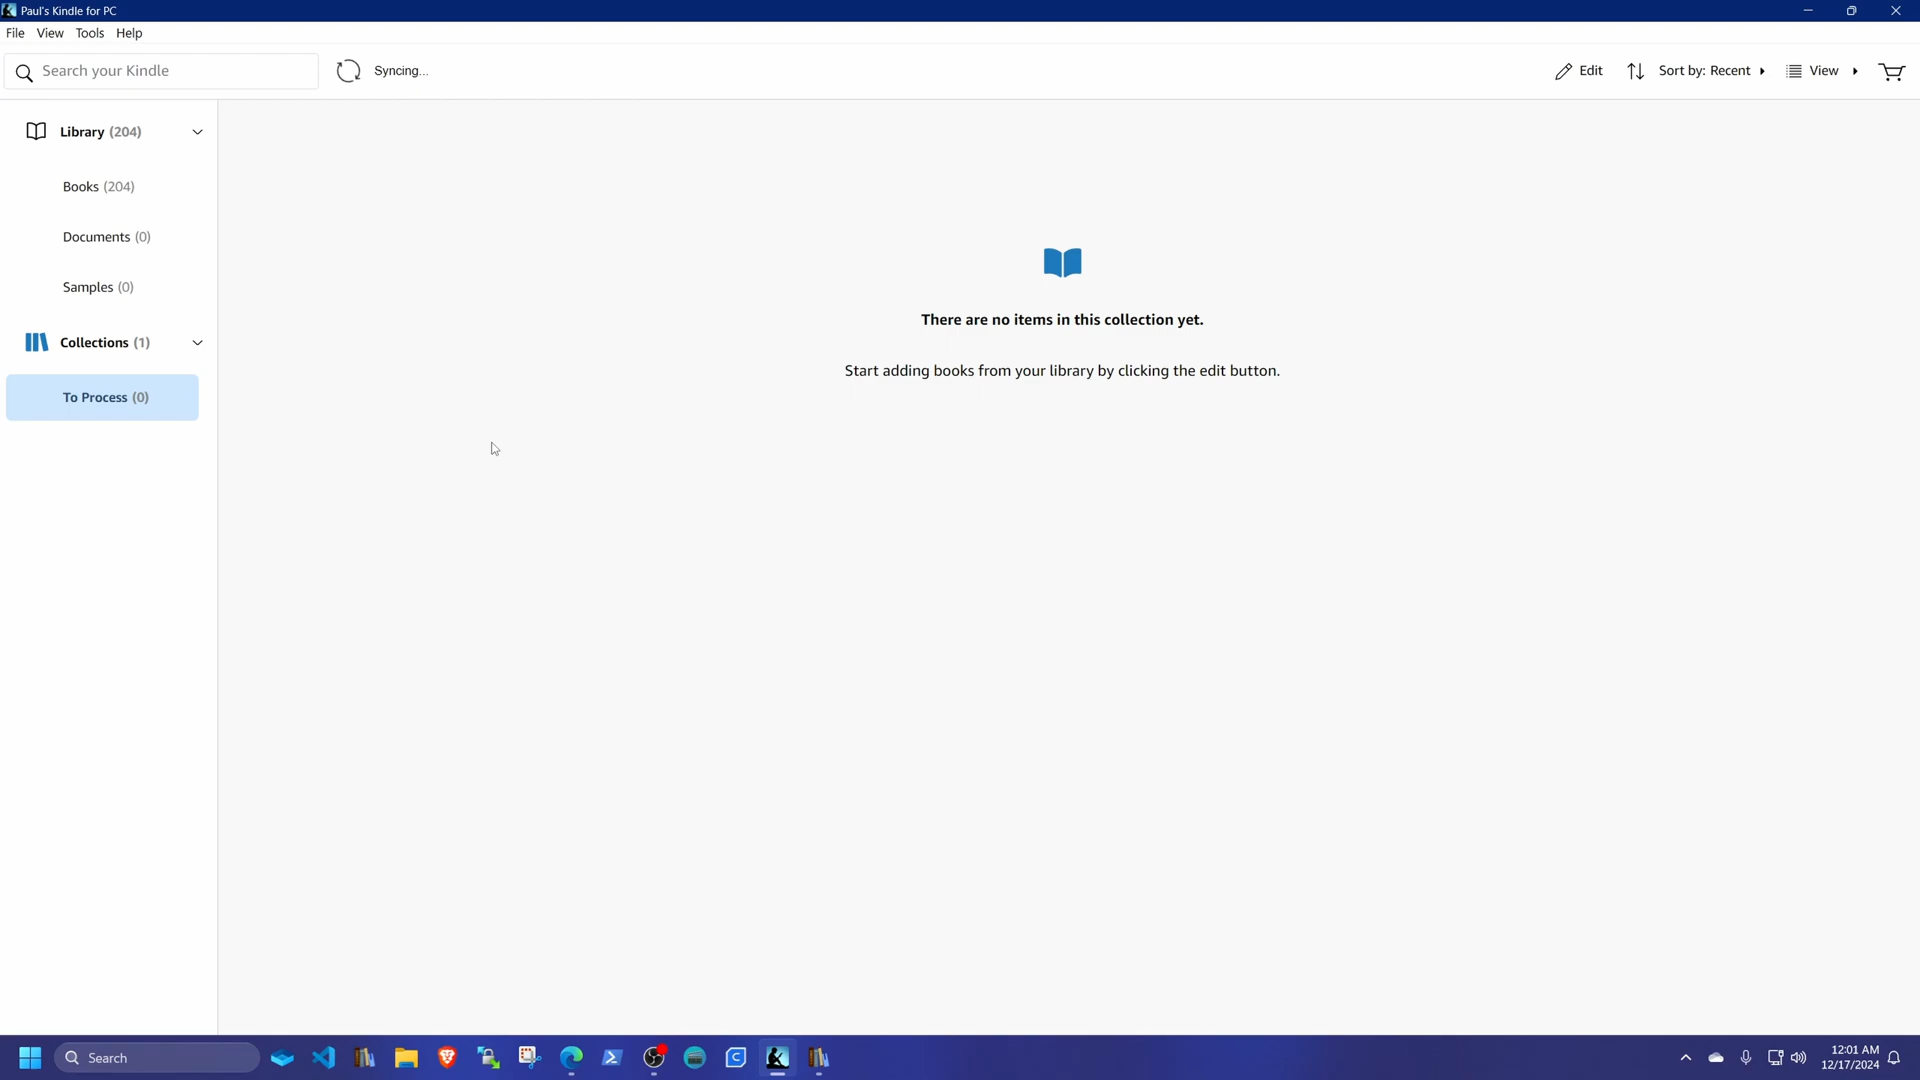 Paul's Kindle for PC
File View Tools Help
Search your Kindle
Syncing...
Edit
Sort by: Recent
View
Library (204)
Books (204)
Documents (0)
Samples (0)
Collections (1)
To Process (0)
There are no items in this collection yet.
Start adding books from your library by clicking the edit button.
Search
12:01 AM
12/17/2024